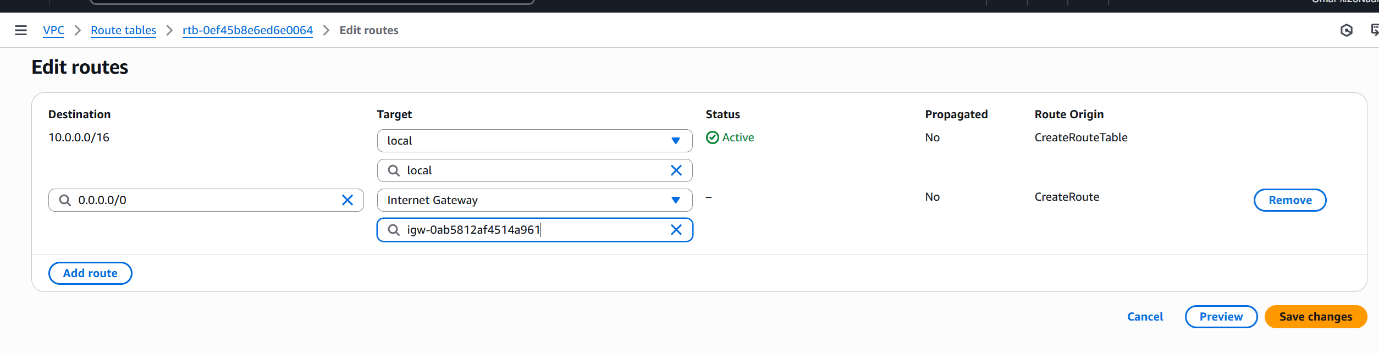 VPC > Route tables > rtb-0ef45b8e6ed6e0064 > Edit routes
Edit routes
Destination Target Status Propagated Route Origin
10.0.0.0/16 local Active No CreateRouteTable
local
0.0.0.0/0 Internet Gateway – No CreateRoute Remove
igw-0ab5812af4514a961
Add route
Cancel Preview Save changes